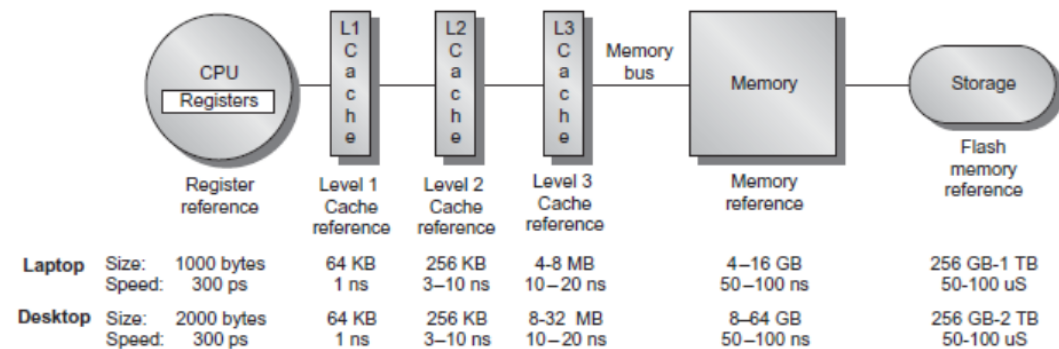 CPU
Registers
L1
C
a
c
h
e
L2
C
a
c
h
e
L3
C
a
c
h
e
Memory
bus
Memory
Storage
Register
reference
Level 1
Cache
reference
Level 2
Cache
reference
Level 3
Cache
reference
Memory
reference
Flash
memory
reference
Laptop Size: 1000 bytes 64 KB 256 KB 4-8 MB 4–16 GB 256 GB-1 TB
Speed: 300 ps 1 ns 3–10 ns 10–20 ns 50–100 ns 50-100 uS
Desktop Size: 2000 bytes 64 KB 256 KB 8-32 MB 8–64 GB 256 GB-2 TB
Speed: 300 ps 1 ns 3–10 ns 10–20 ns 50–100 ns 50-100 uS